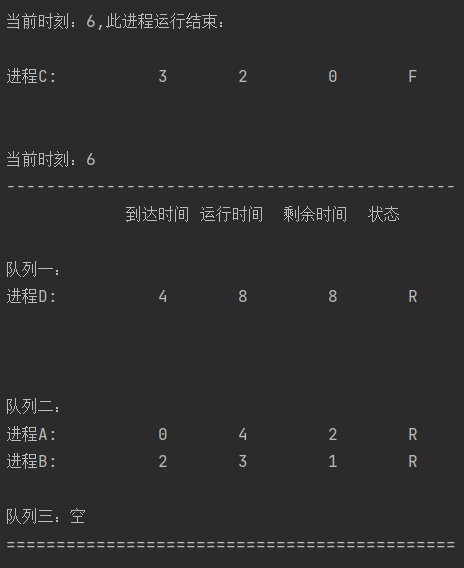 当前时刻：6,此进程运行结束：
进程C: 3 2 0 F
当前时刻：6
------------------------------------------------
到达时间 运行时间 剩余时间 状态
队列一：
进程D: 4 8 8 R
队列二：
进程A: 0 4 2 R
进程B: 2 3 1 R
队列三：空
================================================